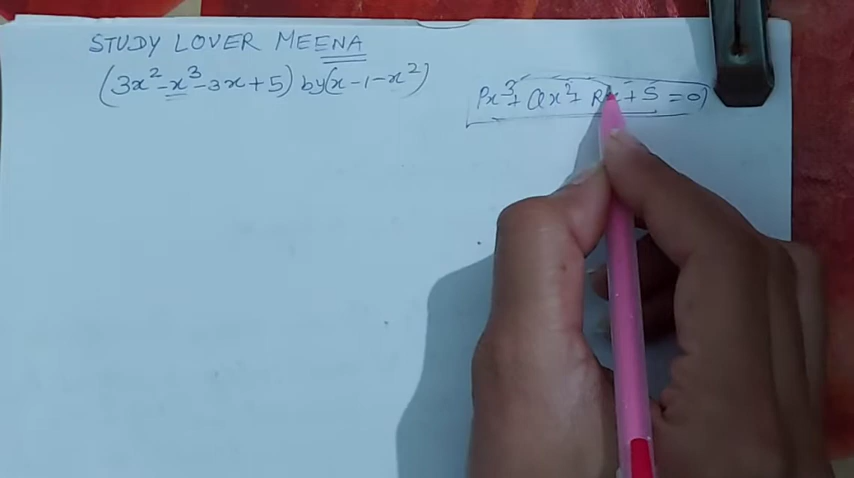 STUDY LOVER MEENA
(3x² - x³ - 3x + 5) by (x - 1 - x²)
Px³ + Qx² + Rx + S = 0